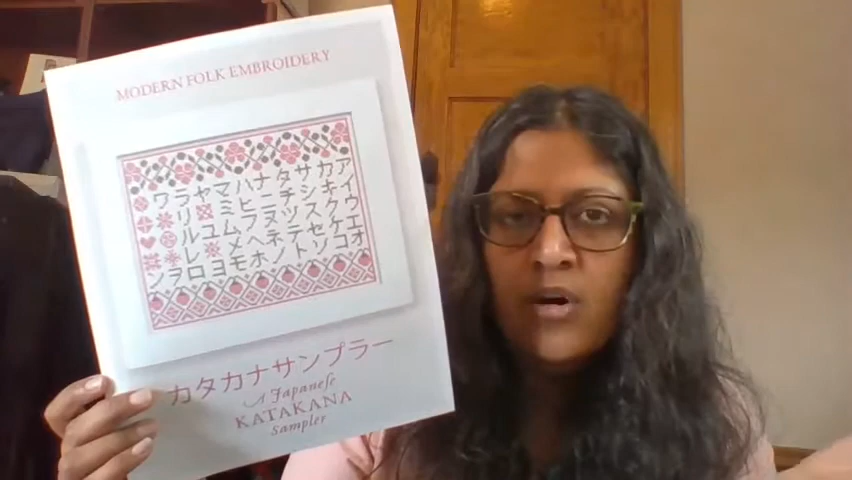 MODERN FOLK EMBROIDERY
ワラヤマハナタサカア
リミヒニチシキイ
ルユムフヌツスクウ
レメヘネテセケエ
ンヲロヨモホノトソコオ
カタカナサンプラー
A Japanese
KATAKANA
Sampler